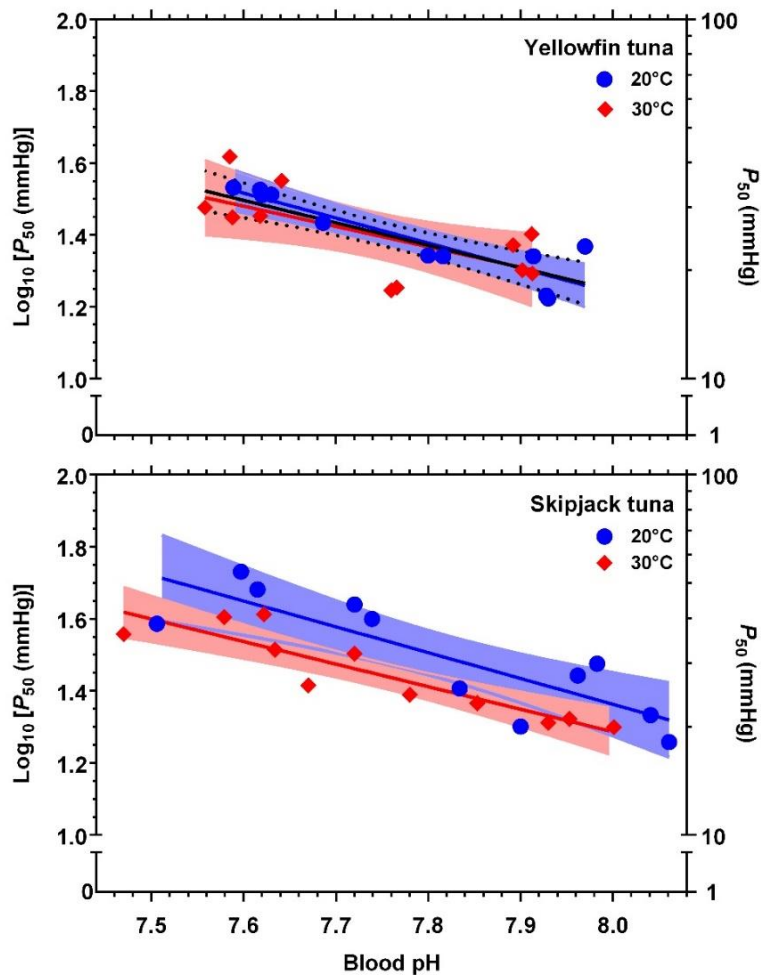 Yellowfin tuna
20°C
30°C
Log10 [P50 (mmHg)]
2.0
1.8
1.6
1.4
1.2
1.0
0
100
10
1
P50 (mmHg)
Skipjack tuna
20°C
30°C
Log10 [P50 (mmHg)]
2.0
1.8
1.6
1.4
1.2
1.0
0
100
10
1
P50 (mmHg)
7.5 7.6 7.7 7.8 7.9 8.0
Blood pH